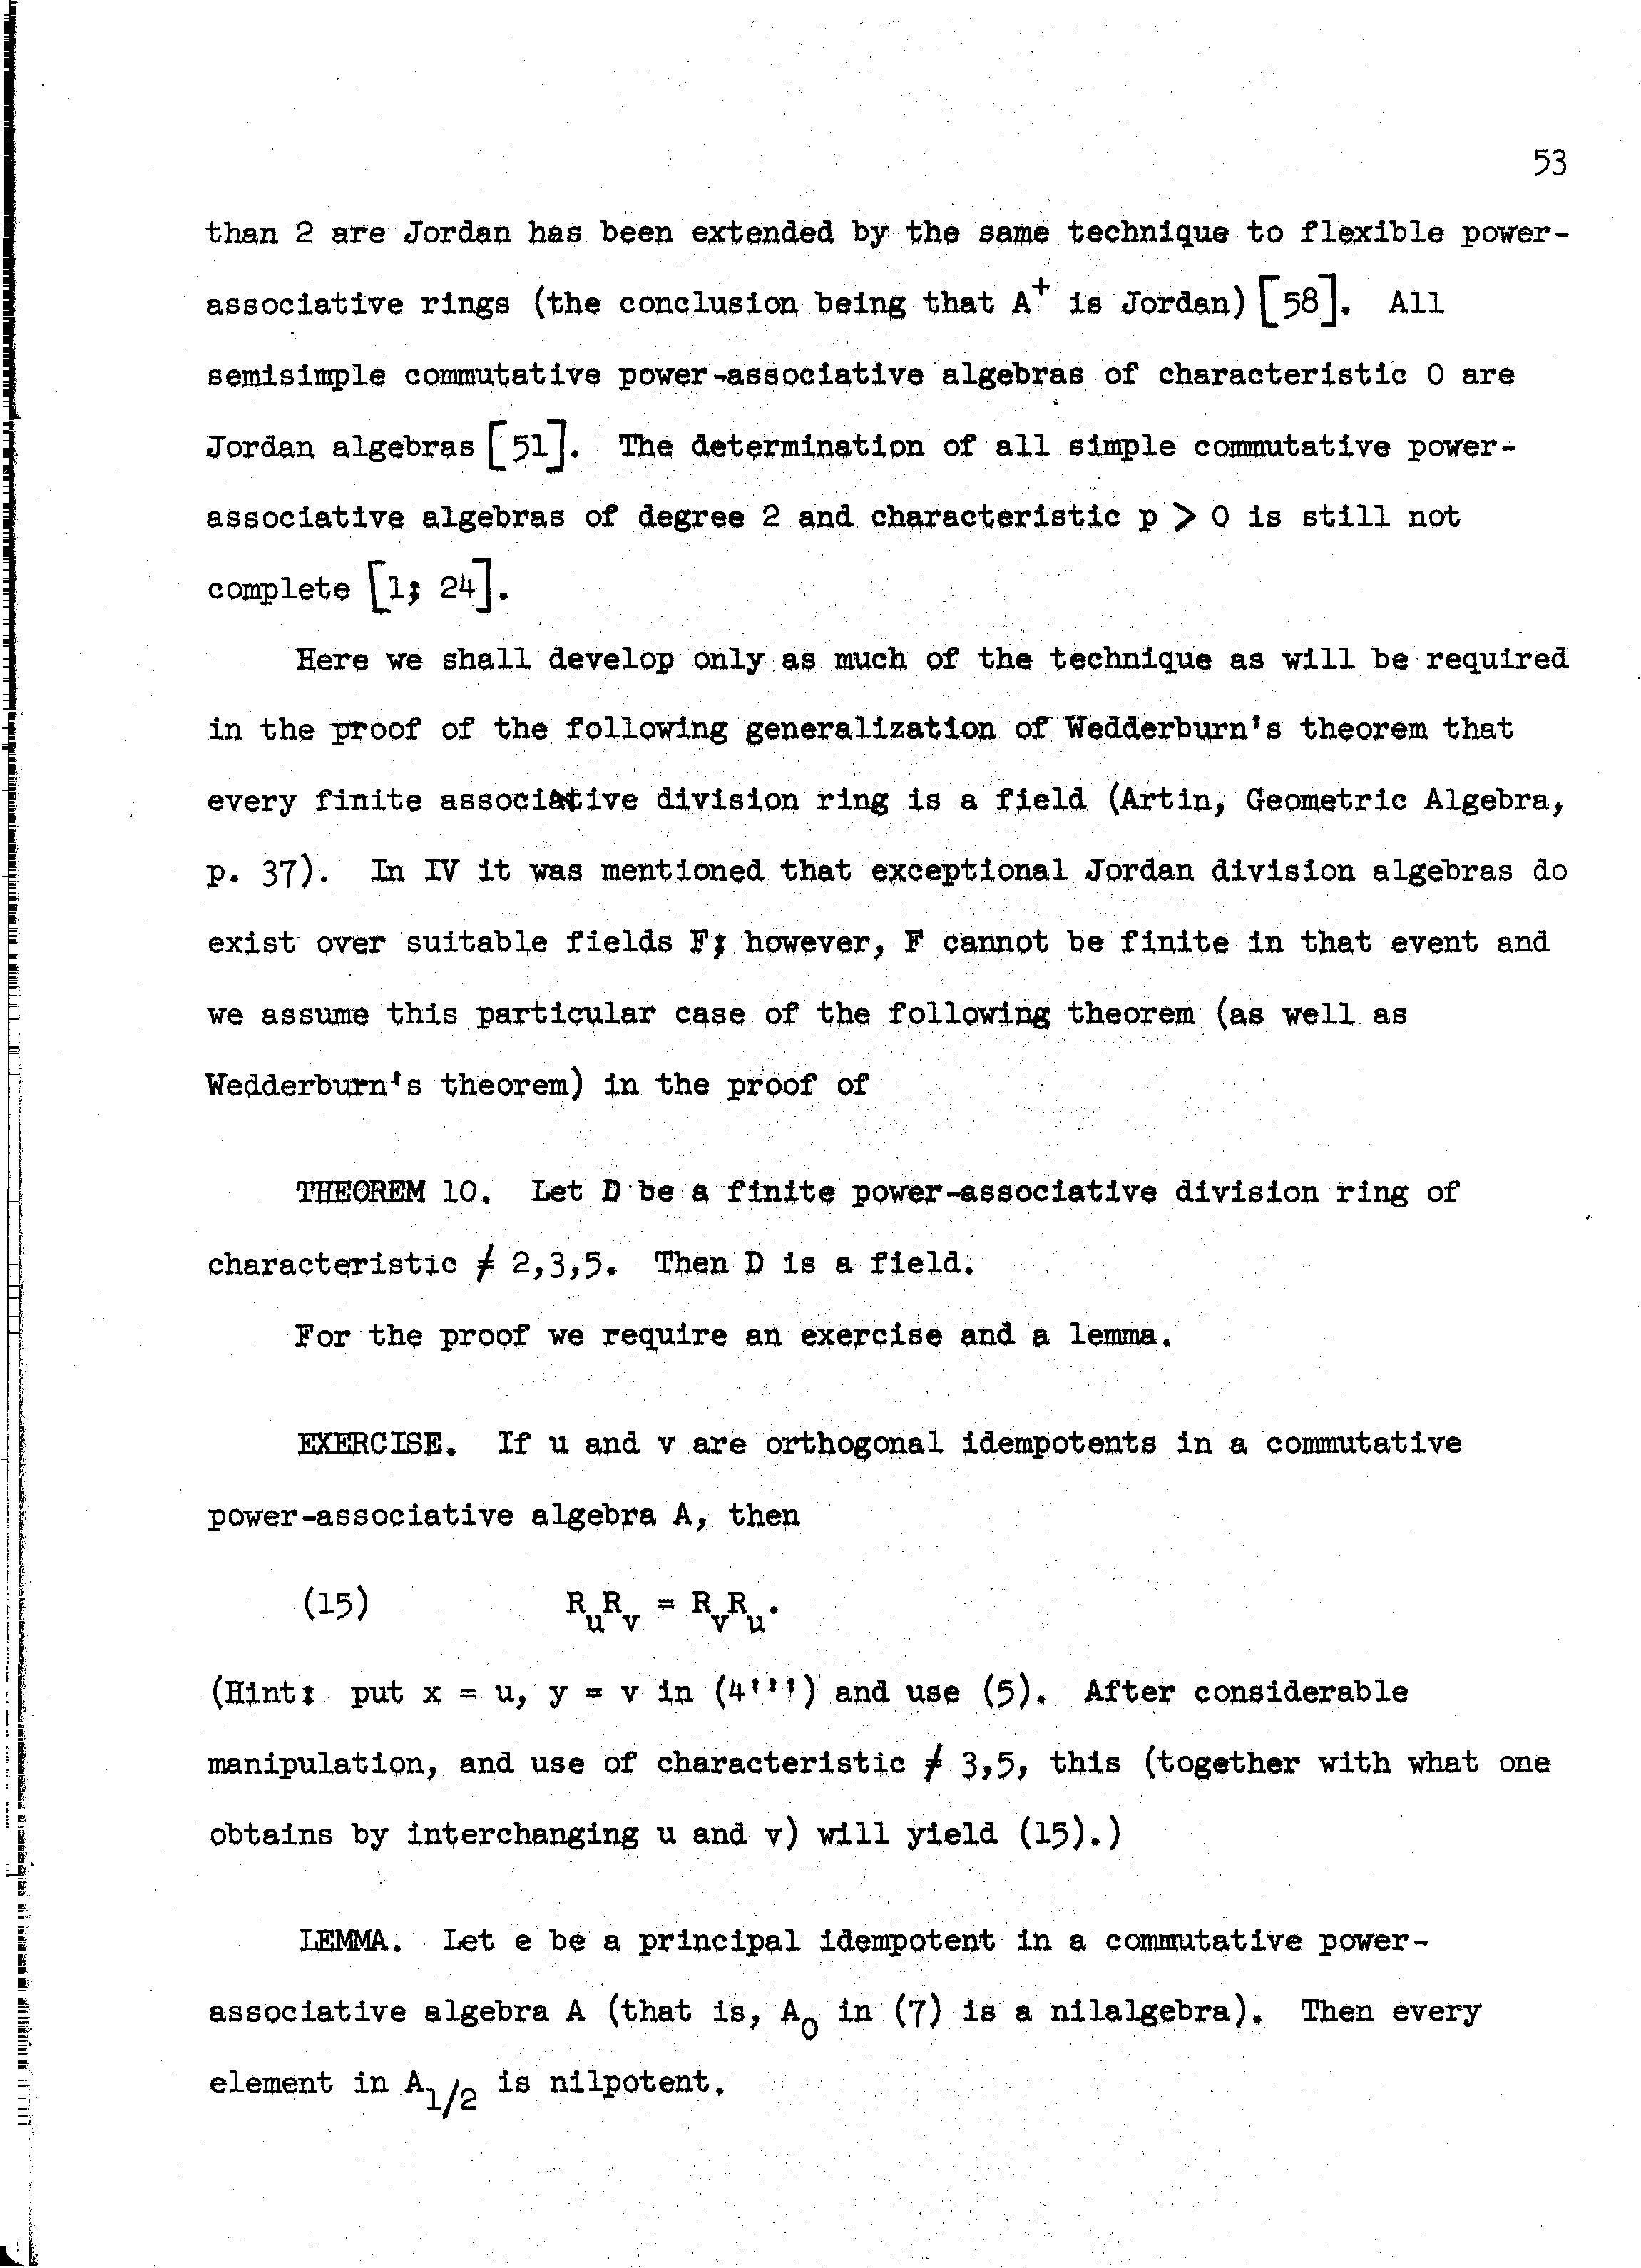 53
than 2 are Jordan has been extended by the same technique to flexible power-
associative rings (the conclusion being that A⁺ is Jordan) [58]. All
semisimple commutative power-associative algebras of characteristic 0 are
Jordan algebras [51]. The determination of all simple commutative power-
associative algebras of degree 2 and characteristic p > 0 is still not
complete [1; 24].
Here we shall develop only as much of the technique as will be required
in the proof of the following generalization of Wedderburn's theorem that
every finite associative division ring is a field (Artin, Geometric Algebra,
p. 37). In IV it was mentioned that exceptional Jordan division algebras do
exist over suitable fields F; however, F cannot be finite in that event and
we assume this particular case of the following theorem (as well as
Wedderburn's theorem) in the proof of
THEOREM 10. Let D be a finite power-associative division ring of
characteristic ≠ 2,3,5. Then D is a field.
For the proof we require an exercise and a lemma.
EXERCISE. If u and v are orthogonal idempotents in a commutative
power-associative algebra A, then
(15) R_u R_v = R_v R_u.
(Hint: put x = u, y = v in (4''') and use (5). After considerable
manipulation, and use of characteristic ≠ 3,5, this (together with what one
obtains by interchanging u and v) will yield (15).)
LEMMA. Let e be a principal idempotent in a commutative power-
associative algebra A (that is, A₀ in (7) is a nilalgebra). Then every
element in A_1/2 is nilpotent.